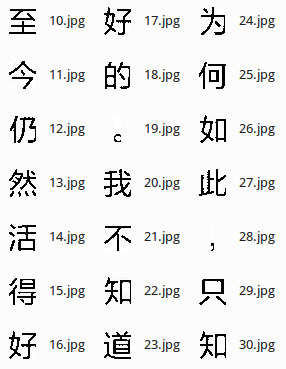 至 10.jpg 好 17.jpg 为 24.jpg
今 11.jpg 的 18.jpg 何 25.jpg
仍 12.jpg 。 19.jpg 如 26.jpg
然 13.jpg 我 20.jpg 此 27.jpg
活 14.jpg 不 21.jpg , 28.jpg
得 15.jpg 知 22.jpg 只 29.jpg
好 16.jpg 道 23.jpg 知 30.jpg